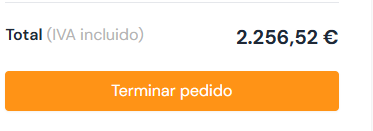 Total (IVA incluido) 2.256,52 €
Terminar pedido